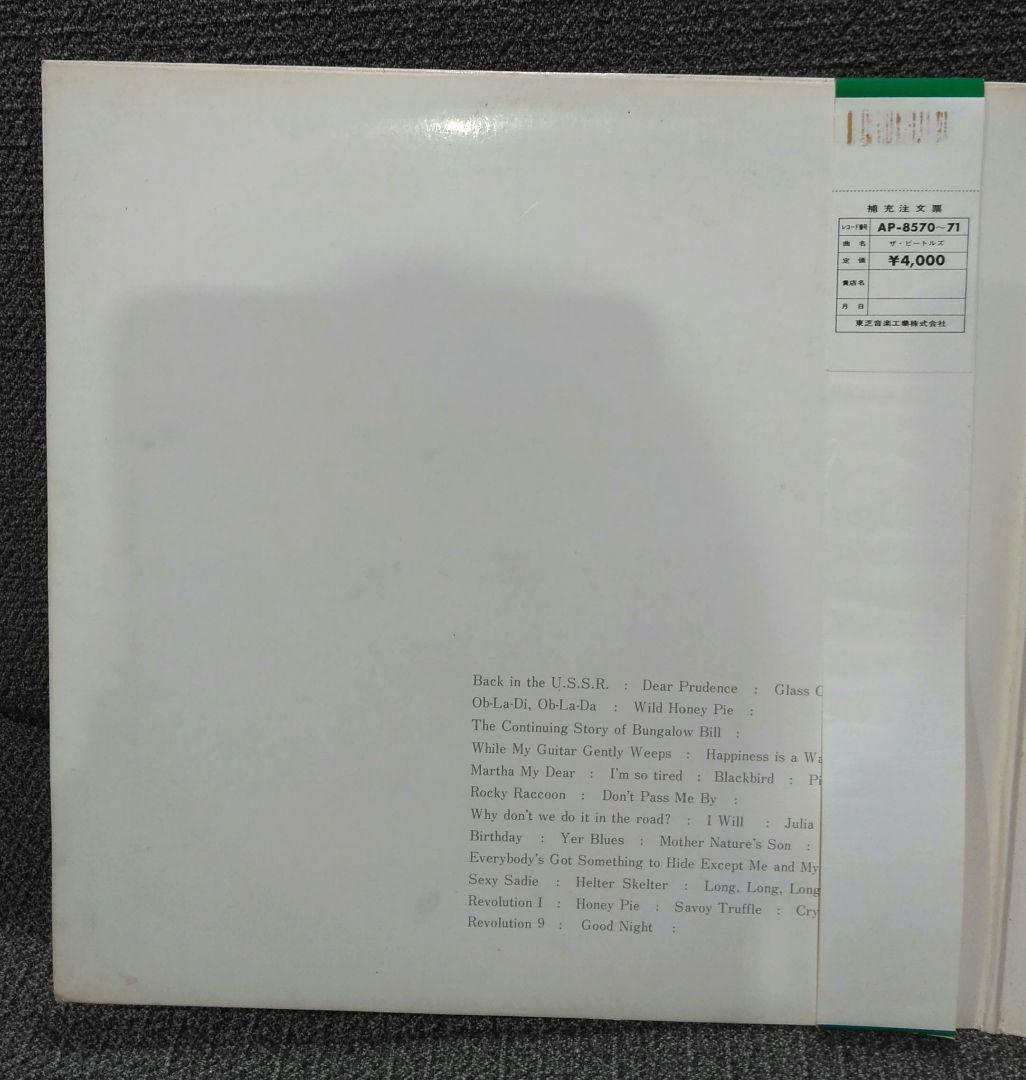 補充注文票
レコード番号 AP-8570~71
曲名 ザ・ビートルズ
定価 ¥4,000
貴店名
月日
東芝音楽工業株式会社
Back in the U.S.S.R. : Dear Prudence : Glass
Ob-La-Di, Ob-La-Da : Wild Honey Pie :
The Continuing Story of Bungalow Bill :
While My Guitar Gently Weeps : Happiness is a
Martha My Dear : I'm so tired : Blackbird :
Rocky Raccoon : Don't Pass Me By :
Why don't we do it in the road? : I Will : Julia
Birthday : Yer Blues : Mother Nature's Son :
Everybody's Got Something to Hide Except Me and My
Sexy Sadie : Helter Skelter : Long, Long, Long
Revolution I : Honey Pie : Savoy Truffle : Cry
Revolution 9 : Good Night :